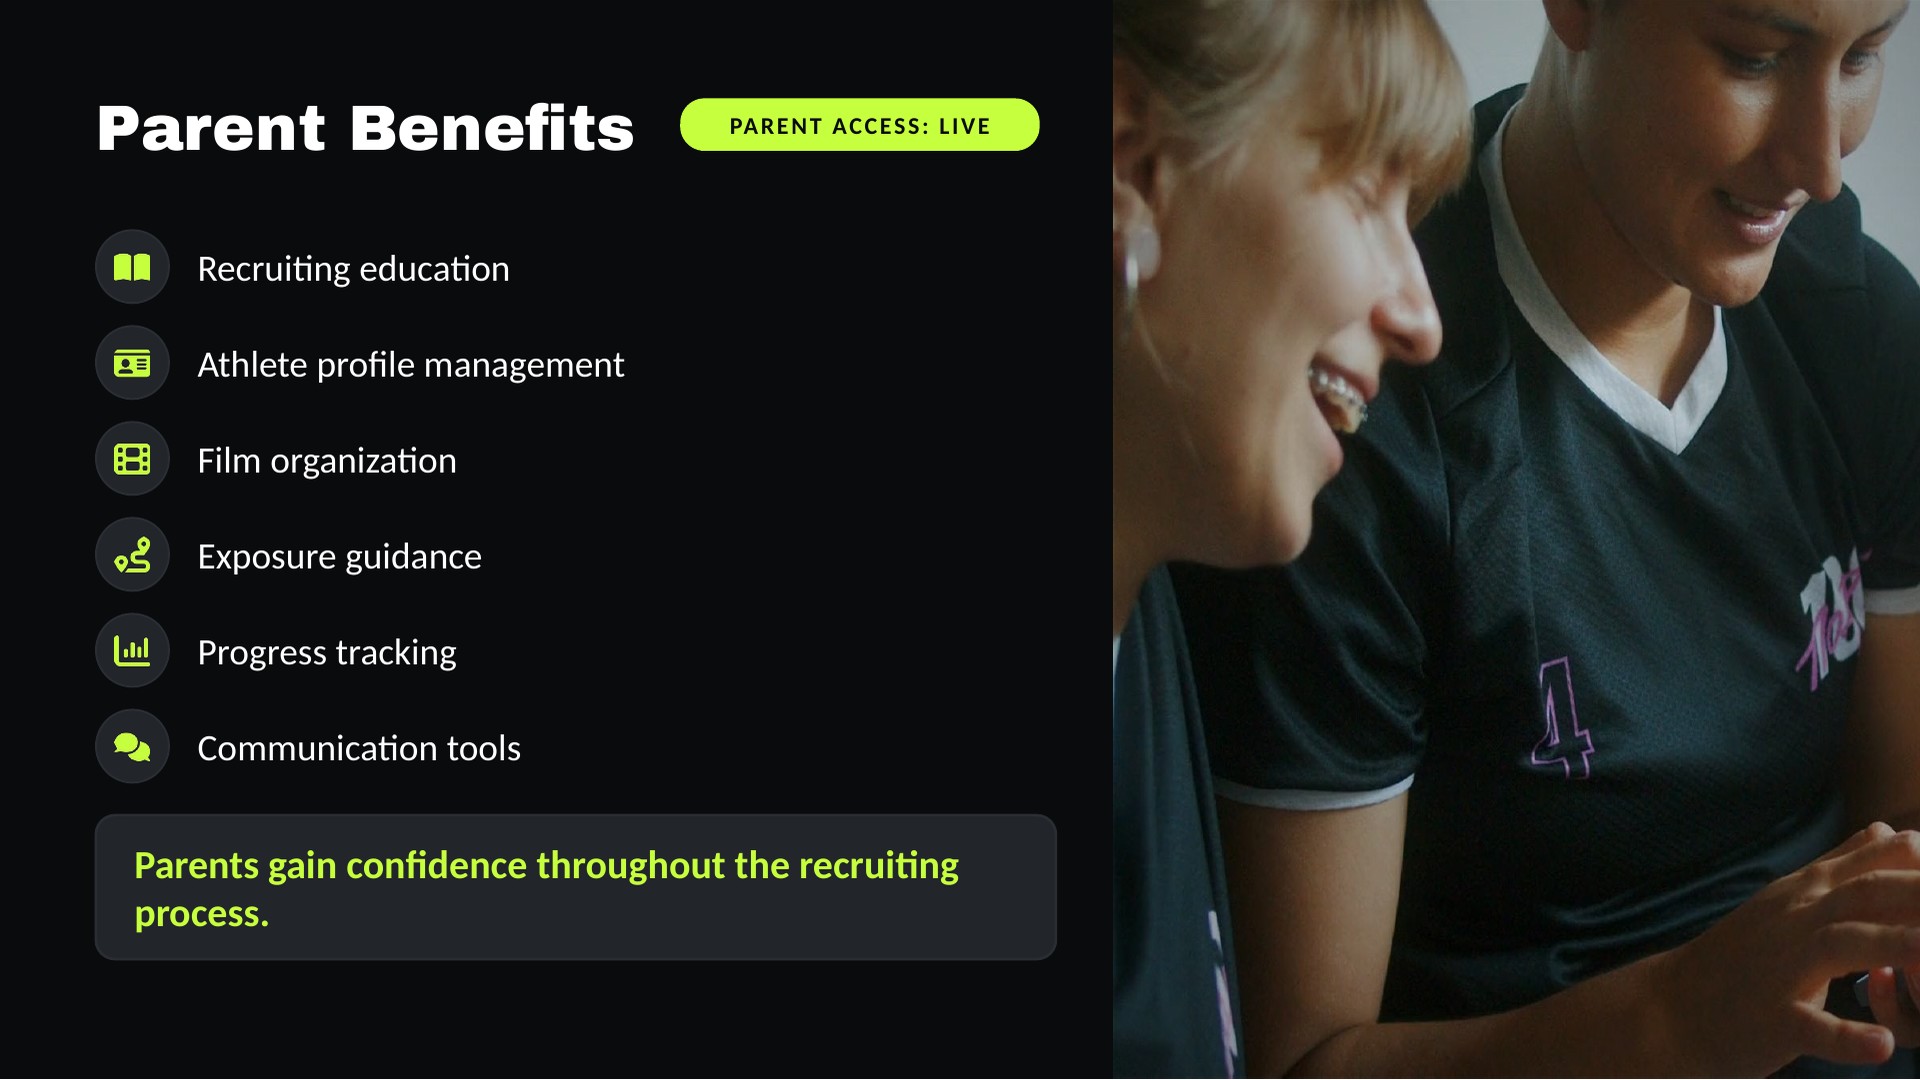 Parent Benefits
PARENT ACCESS: LIVE
Recruiting education
Athlete profile management
Film organization
Exposure guidance
Progress tracking
Communication tools
Parents gain confidence throughout the recruiting
process.
4